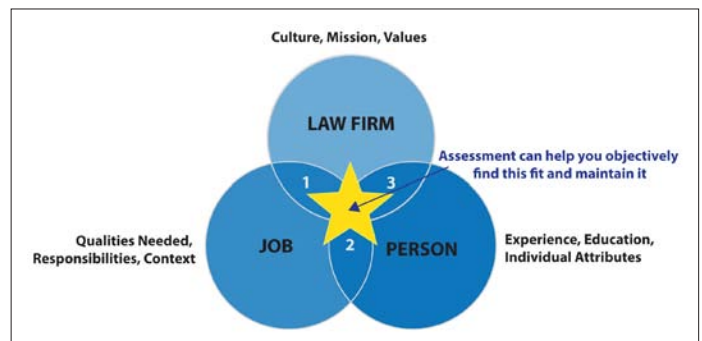 Culture, Mission, Values
LAW FIRM
Assessment can help you objectively
find this fit and maintain it
1
3
Qualities Needed,
Responsibilities, Context
JOB
2
PERSON
Experience, Education,
Individual Attributes